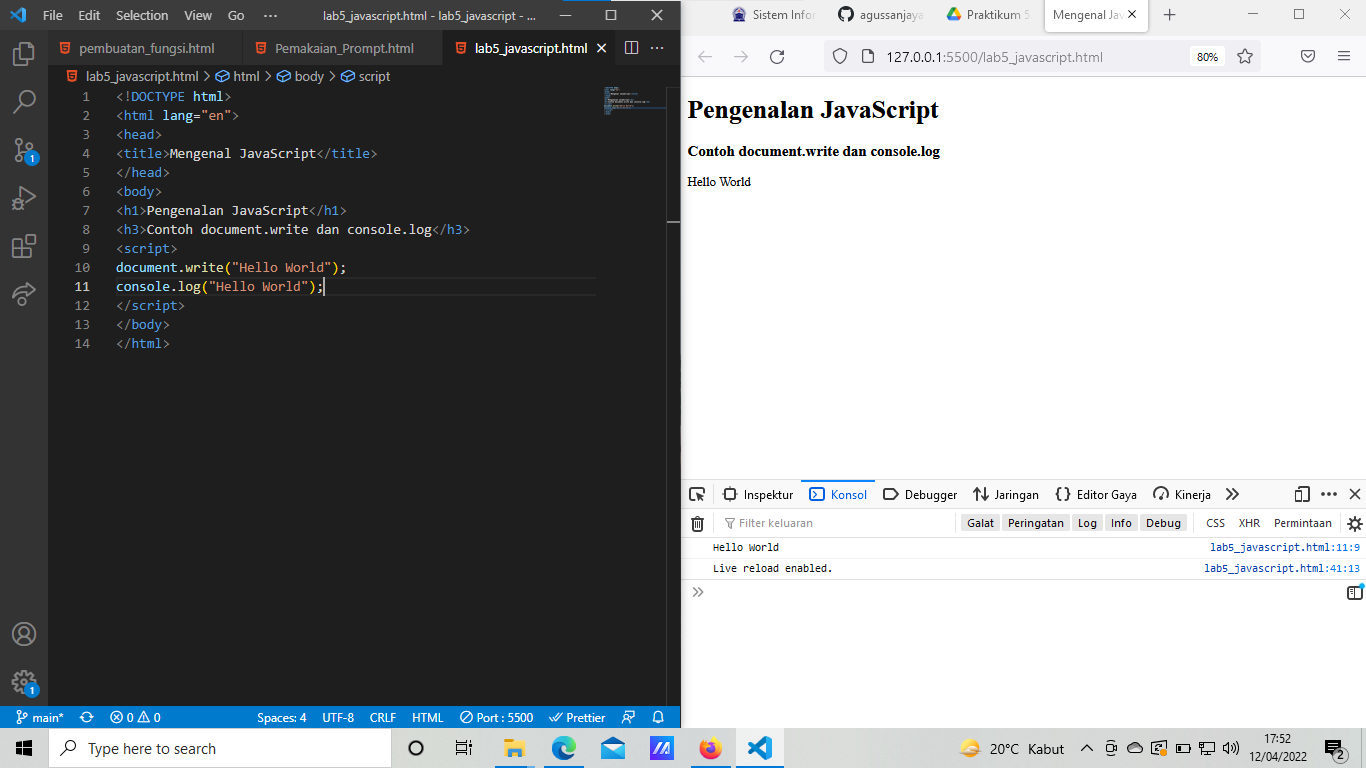 File Edit Selection View Go ··· lab5_javascript.html - lab5_javascript - ...
pembuatan_fungsi.html Pemakaian_Prompt.html lab5_javascript.html
lab5_javascript.html > html > body > script
1 <!DOCTYPE html>
2 <html lang="en">
3 <head>
4 <title>Mengenal JavaScript</title>
5 </head>
6 <body>
7 <h1>Pengenalan JavaScript</h1>
8 <h3>Contoh document.write dan console.log</h3>
9 <script>
10 document.write("Hello World");
11 console.log("Hello World");
12 </script>
13 </body>
14 </html>
1
1
main* 0 0 Spaces: 4 UTF-8 CRLF HTML Port : 5500 Prettier
Sistem Infor agussanjaya Praktikum 5 Mengenal Jav
127.0.0.1:5500/lab5_javascript.html 80%
Pengenalan JavaScript
Contoh document.write dan console.log
Hello World
Inspektur Konsol Debugger Jaringan Editor Gaya Kinerja
Filter keluaran Galat Peringatan Log Info Debug CSS XHR Permintaan
Hello World lab5_javascript.html:11:9
Live reload enabled. lab5_javascript.html:41:13
Type here to search 20°C Kabut 17:52
12/04/2022 2